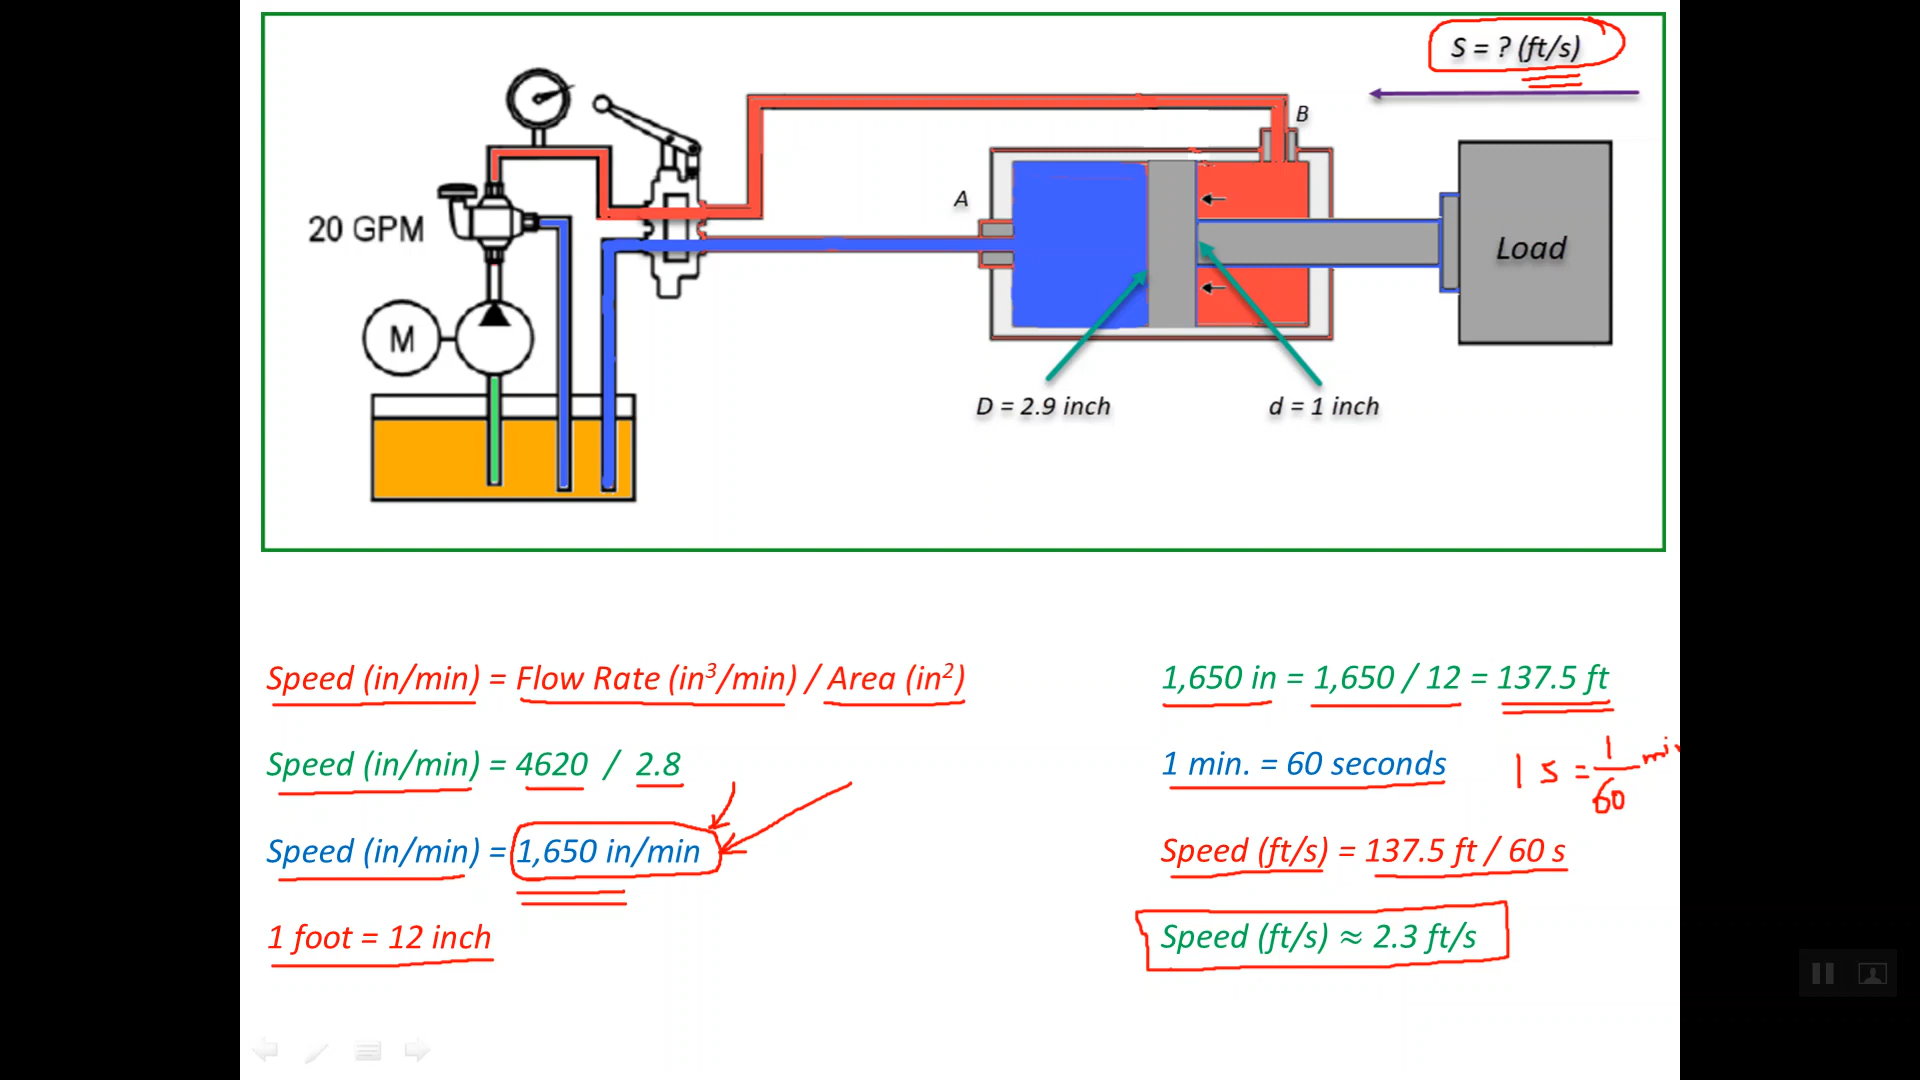 S = ? (ft/s)
B
A
20 GPM
Load
M
D = 2.9 inch
d = 1 inch
Speed (in/min) = Flow Rate (in³/min) / Area (in²)
Speed (in/min) = 4620 / 2.8
Speed (in/min) = 1,650 in/min
1 foot = 12 inch
1,650 in = 1,650 / 12 = 137.5 ft
1 min. = 60 seconds
1 s = 1/60 min
Speed (ft/s) = 137.5 ft / 60 s
Speed (ft/s) ≈ 2.3 ft/s